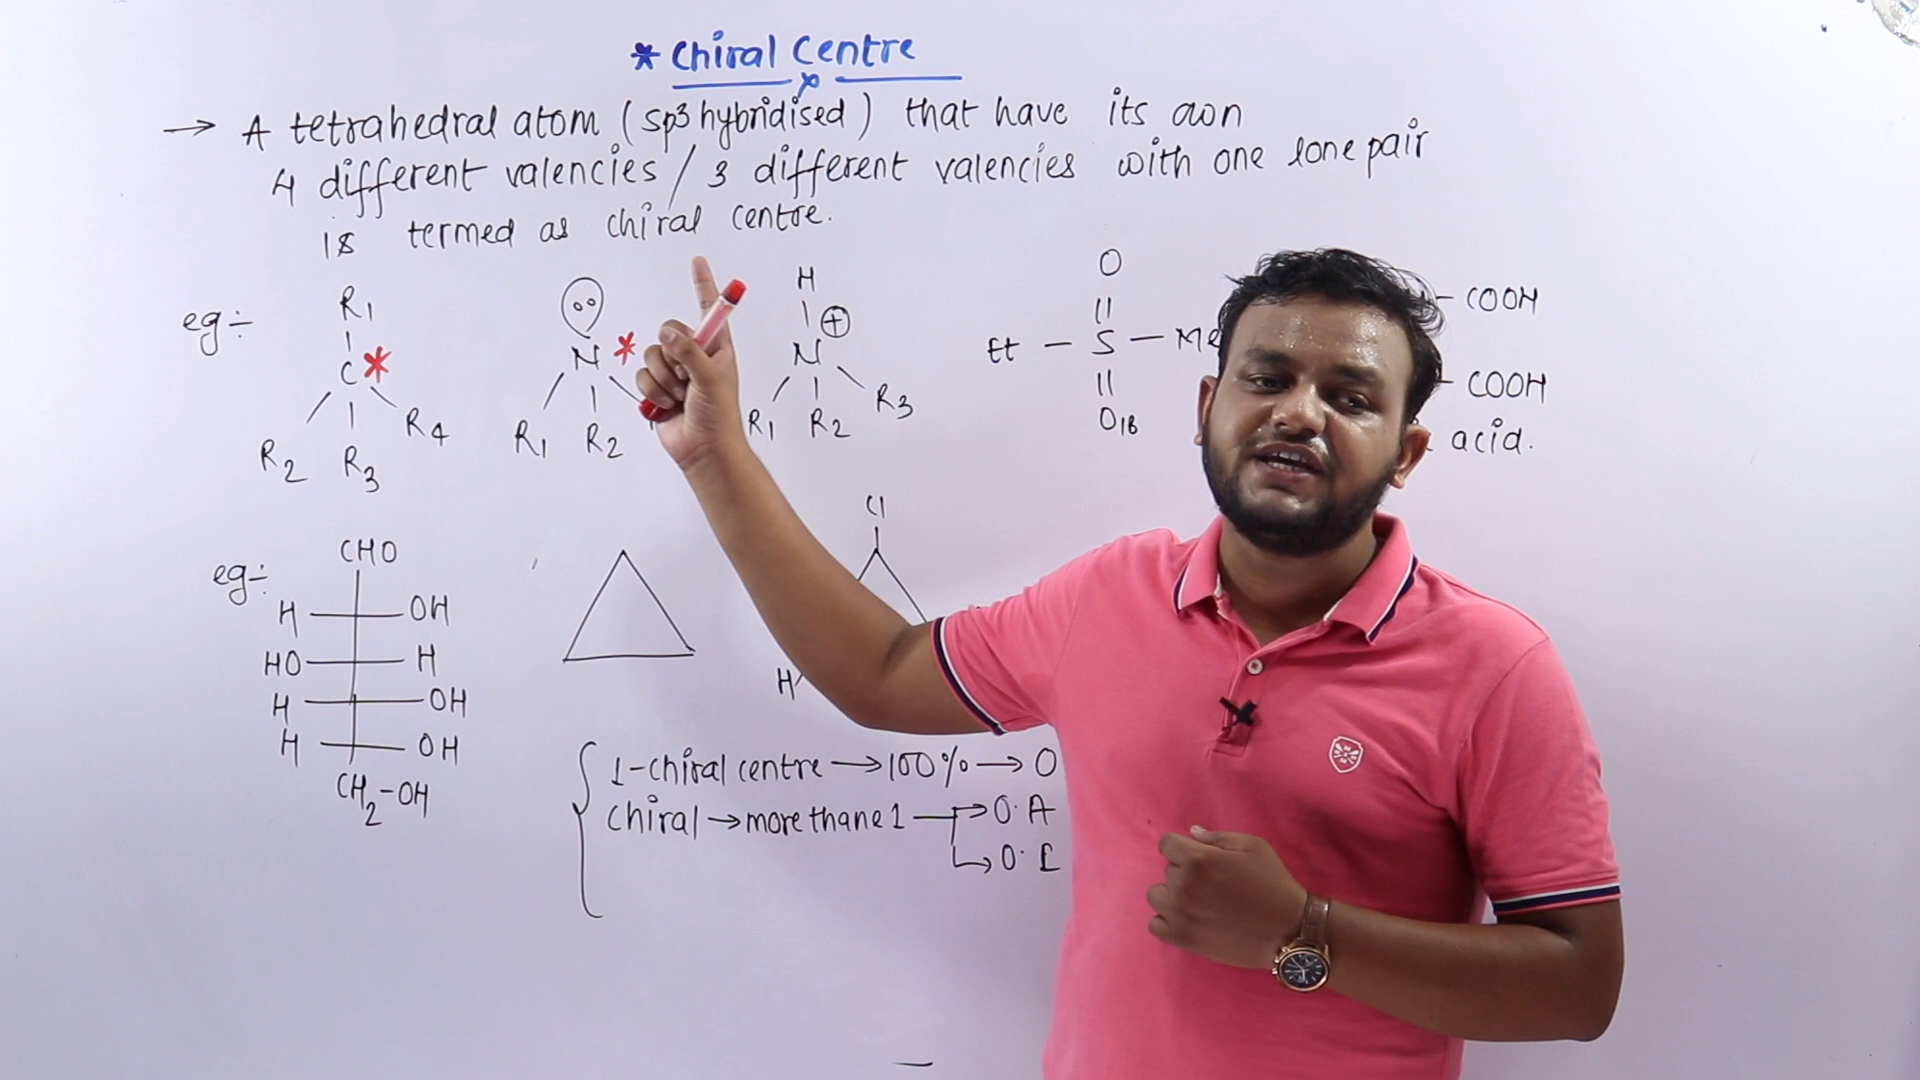 * Chiral Centre
→ A tetrahedral atom (sp3 hybridised) that have its own
4 different valencies / 3 different valencies with one lone pair
is termed as chiral centre.
eg÷
R1
C *
R2 R3 R4
N *
R1 R2
H
N ⊕
R1 R2 R3
O
Et — S — Me
O18
COOH
COOH
acid.
eg÷
CHO
H OH
HO H
H OH
H OH
CH2-OH
Cl
H
1-chiral centre → 100% → O
chiral → more thane 1 → O.A
→ O.I